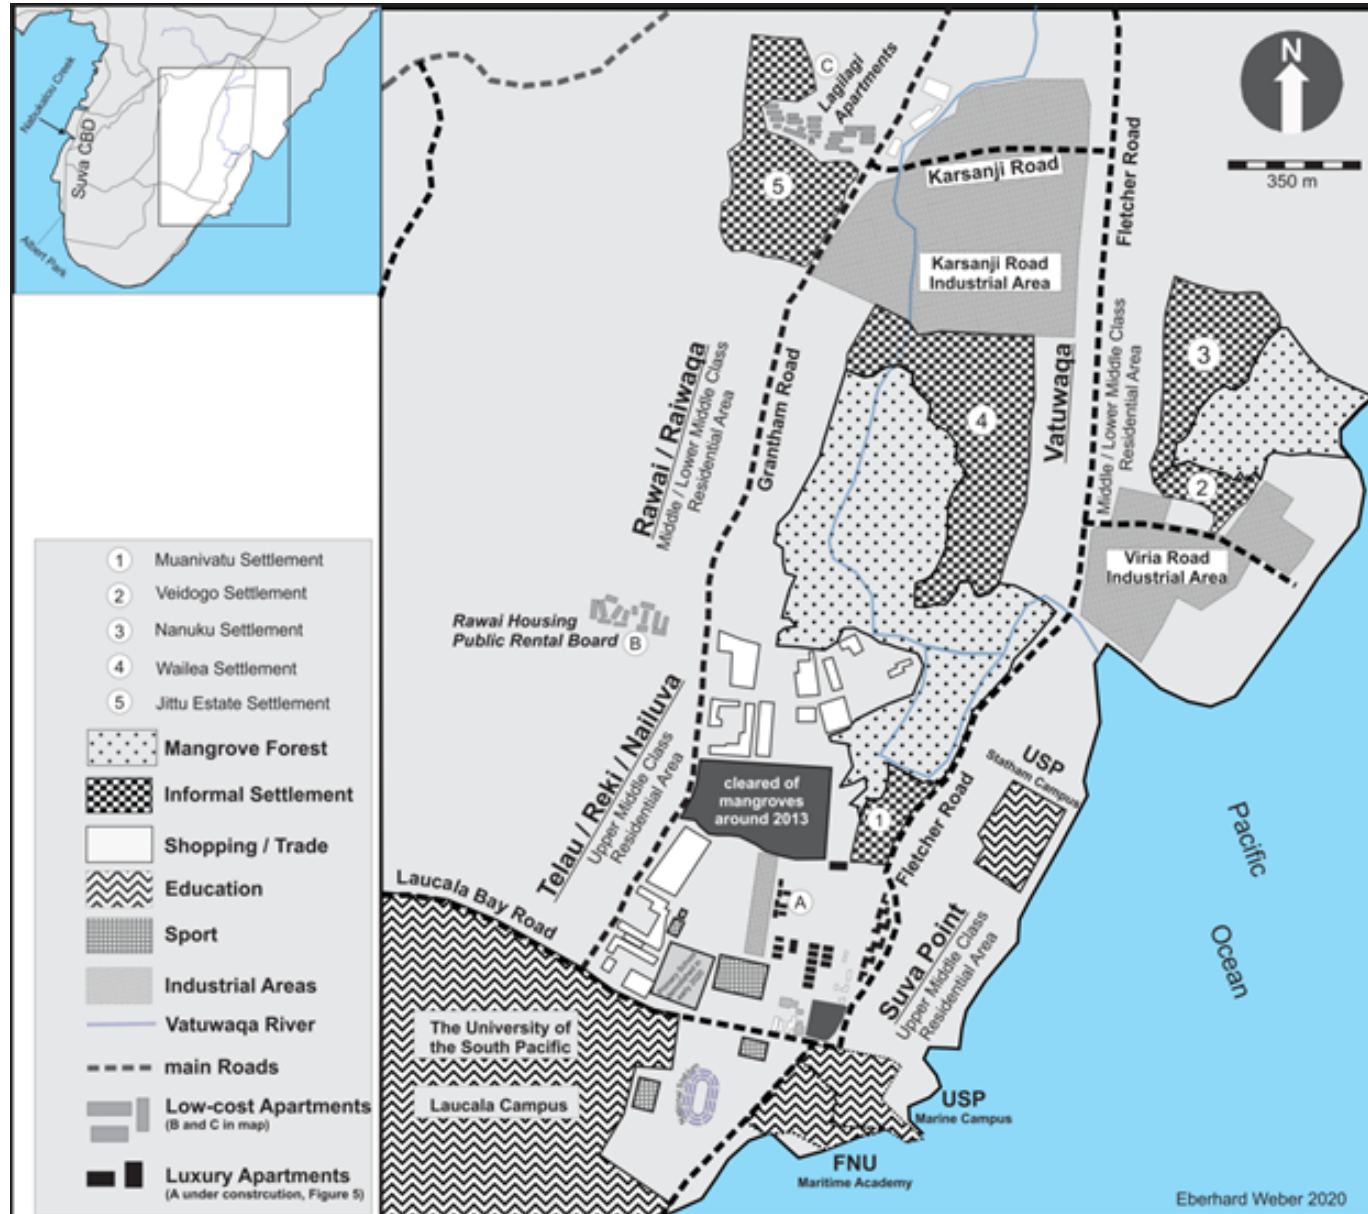 Nabukalou Creek
Suva CBD
Albert Park
N
350 m
C
Lagilagi
Apartments
5
Karsanji Road
Fletcher Road
Karsanji Road
Industrial Area
Rawai / Raiwaqa
Middle / Lower Middle Class
Residential Area
Grantham Road
4
Vatuwaqa
Middle / Lower Middle Class
Residential Area
3
2
Viria Road
Industrial Area
Rawai Housing
Public Rental Board
B
Telau / Reki / Nailuva
Upper Middle Class
Residential Area
cleared of
mangroves
around 2013
1
Fletcher Road
USP
Statham Campus
A
Suva Point
Upper Middle Class
Residential Area
Pacific
Ocean
Laucala Bay Road
The University of
the South Pacific
Laucala Campus
USP
Marine Campus
FNU
Maritime Academy
Eberhard Weber 2020
1 Muanivatu Settlement
2 Veidogo Settlement
3 Nanuku Settlement
4 Wailea Settlement
5 Jittu Estate Settlement
Mangrove Forest
Informal Settlement
Shopping / Trade
Education
Sport
Industrial Areas
Vatuwaqa River
main Roads
Low-cost Apartments
(B and C in map)
Luxury Apartments
(A under constrcution, Figure 5)